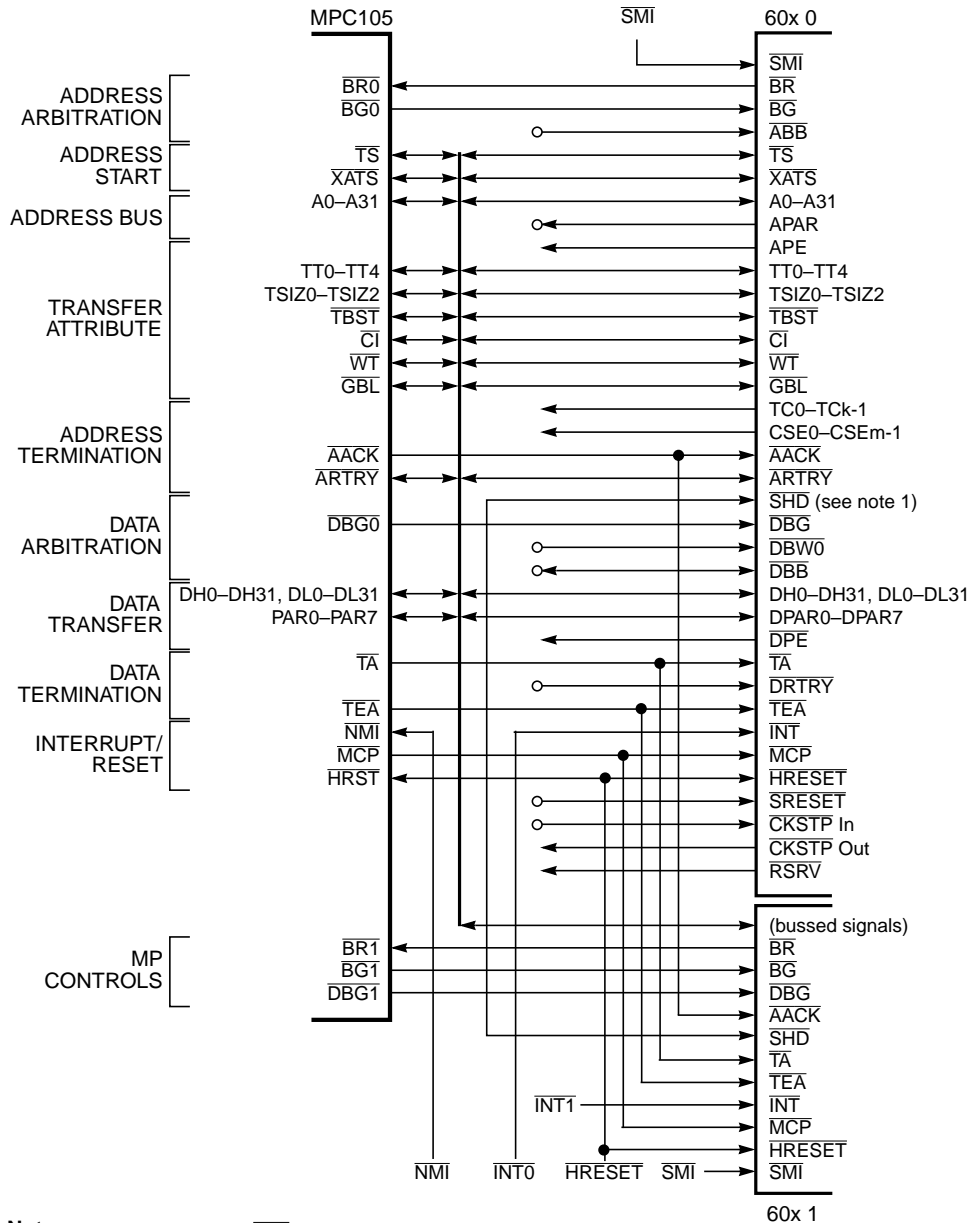 MPC105
SMI
60x 0
SMI
ADDRESS
ARBITRATION
BR0
BR
BG0
BG
ABB
ADDRESS
START
TS
TS
XATS
XATS
ADDRESS BUS
A0–A31
A0–A31
APAR
APE
TRANSFER
ATTRIBUTE
TT0–TT4
TT0–TT4
TSIZ0–TSIZ2
TSIZ0–TSIZ2
TBST
TBST
CI
CI
WT
WT
GBL
GBL
TC0–TCk-1
CSE0–CSEm-1
ADDRESS
TERMINATION
AACK
AACK
ARTRY
ARTRY
SHD (see note 1)
DATA
ARBITRATION
DBG0
DBG
DBW0
DBB
DATA
TRANSFER
DH0–DH31, DL0–DL31
DH0–DH31, DL0–DL31
PAR0–PAR7
DPAR0–DPAR7
DPE
DATA
TERMINATION
TA
TA
DRTRY
TEA
TEA
INTERRUPT/
RESET
NMI
INT
MCP
MCP
HRST
HRESET
SRESET
CKSTP In
CKSTP Out
RSRV
(bussed signals)
MP
CONTROLS
BR1
BR
BG1
BG
DBG1
DBG
AACK
SHD
TA
TEA
INT1
INT
MCP
HRESET
NMI
INT0
HRESET
SMI
SMI
60x 1